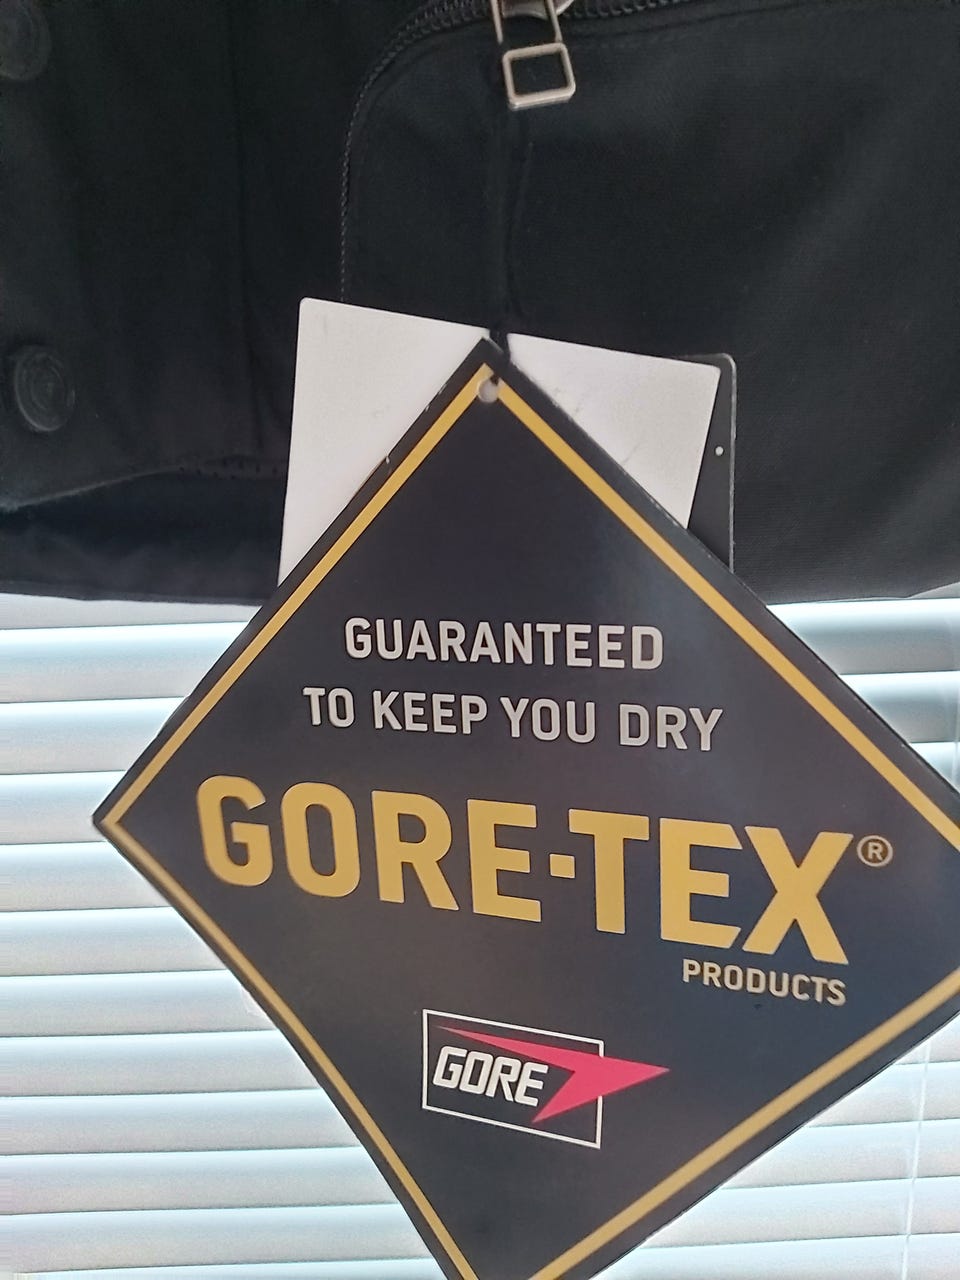 GUARANTEED
TO KEEP YOU DRY
GORE-TEX®
PRODUCTS
GORE